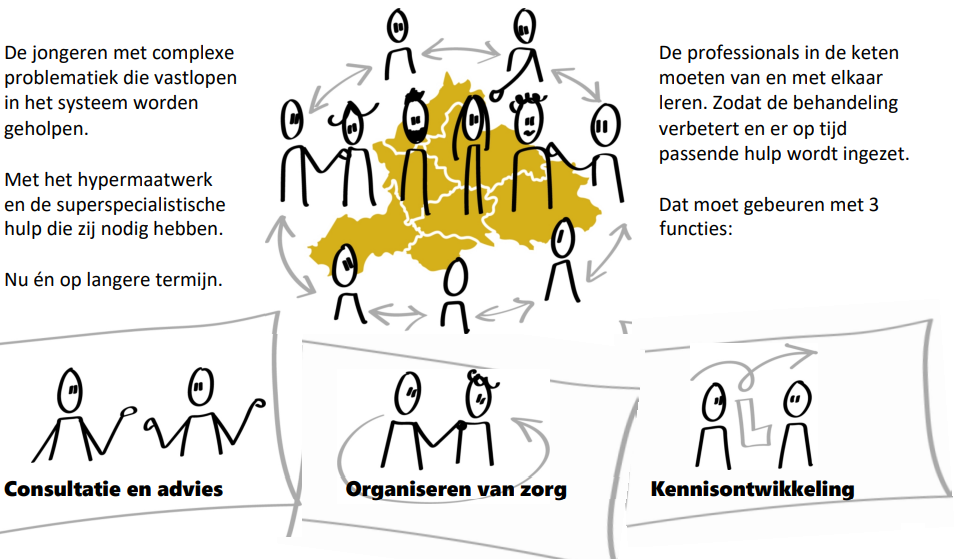 De jongeren met complexe
problematiek die vastlopen
in het systeem worden
geholpen.
Met het hypermaatwerk
en de superspecialistische
hulp die zij nodig hebben.
Nu én op langere termijn.
De professionals in de keten
moeten van en met elkaar
leren. Zodat de behandeling
verbetert en er op tijd
passende hulp wordt ingezet.
Dat moet gebeuren met 3
functies:
Consultatie en advies
Organiseren van zorg
Kennisontwikkeling